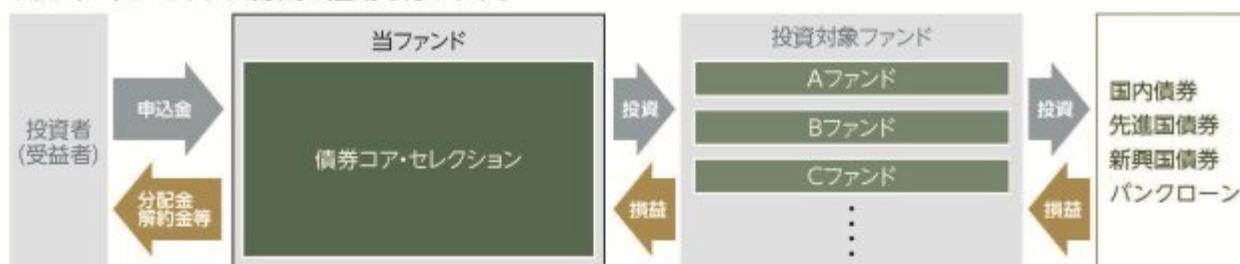 当ファンド
投資対象ファンド
投資者
(受益者)
申込金
分配金
解約金等
債券コア・セレクション
投資
損益
Aファンド
Bファンド
Cファンド
投資
損益
国内債券
先進国債券
新興国債券
バンクローン